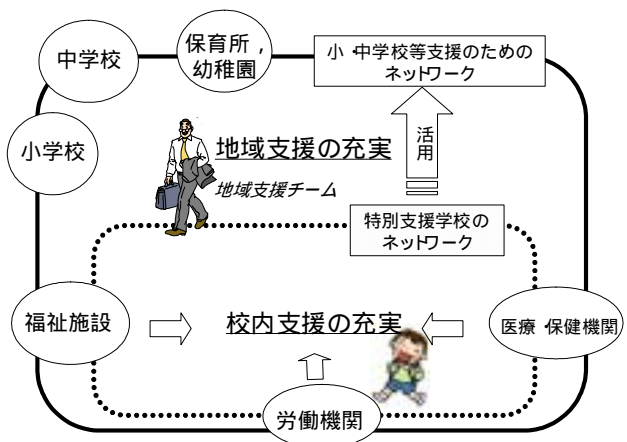 中学校
保育所，
幼稚園
小・中学校等支援のための
ネットワーク
小学校
地域支援の充実
活用
地域支援チーム
特別支援学校の
ネットワーク
福祉施設
校内支援の充実
医療・保健機関
労働機関